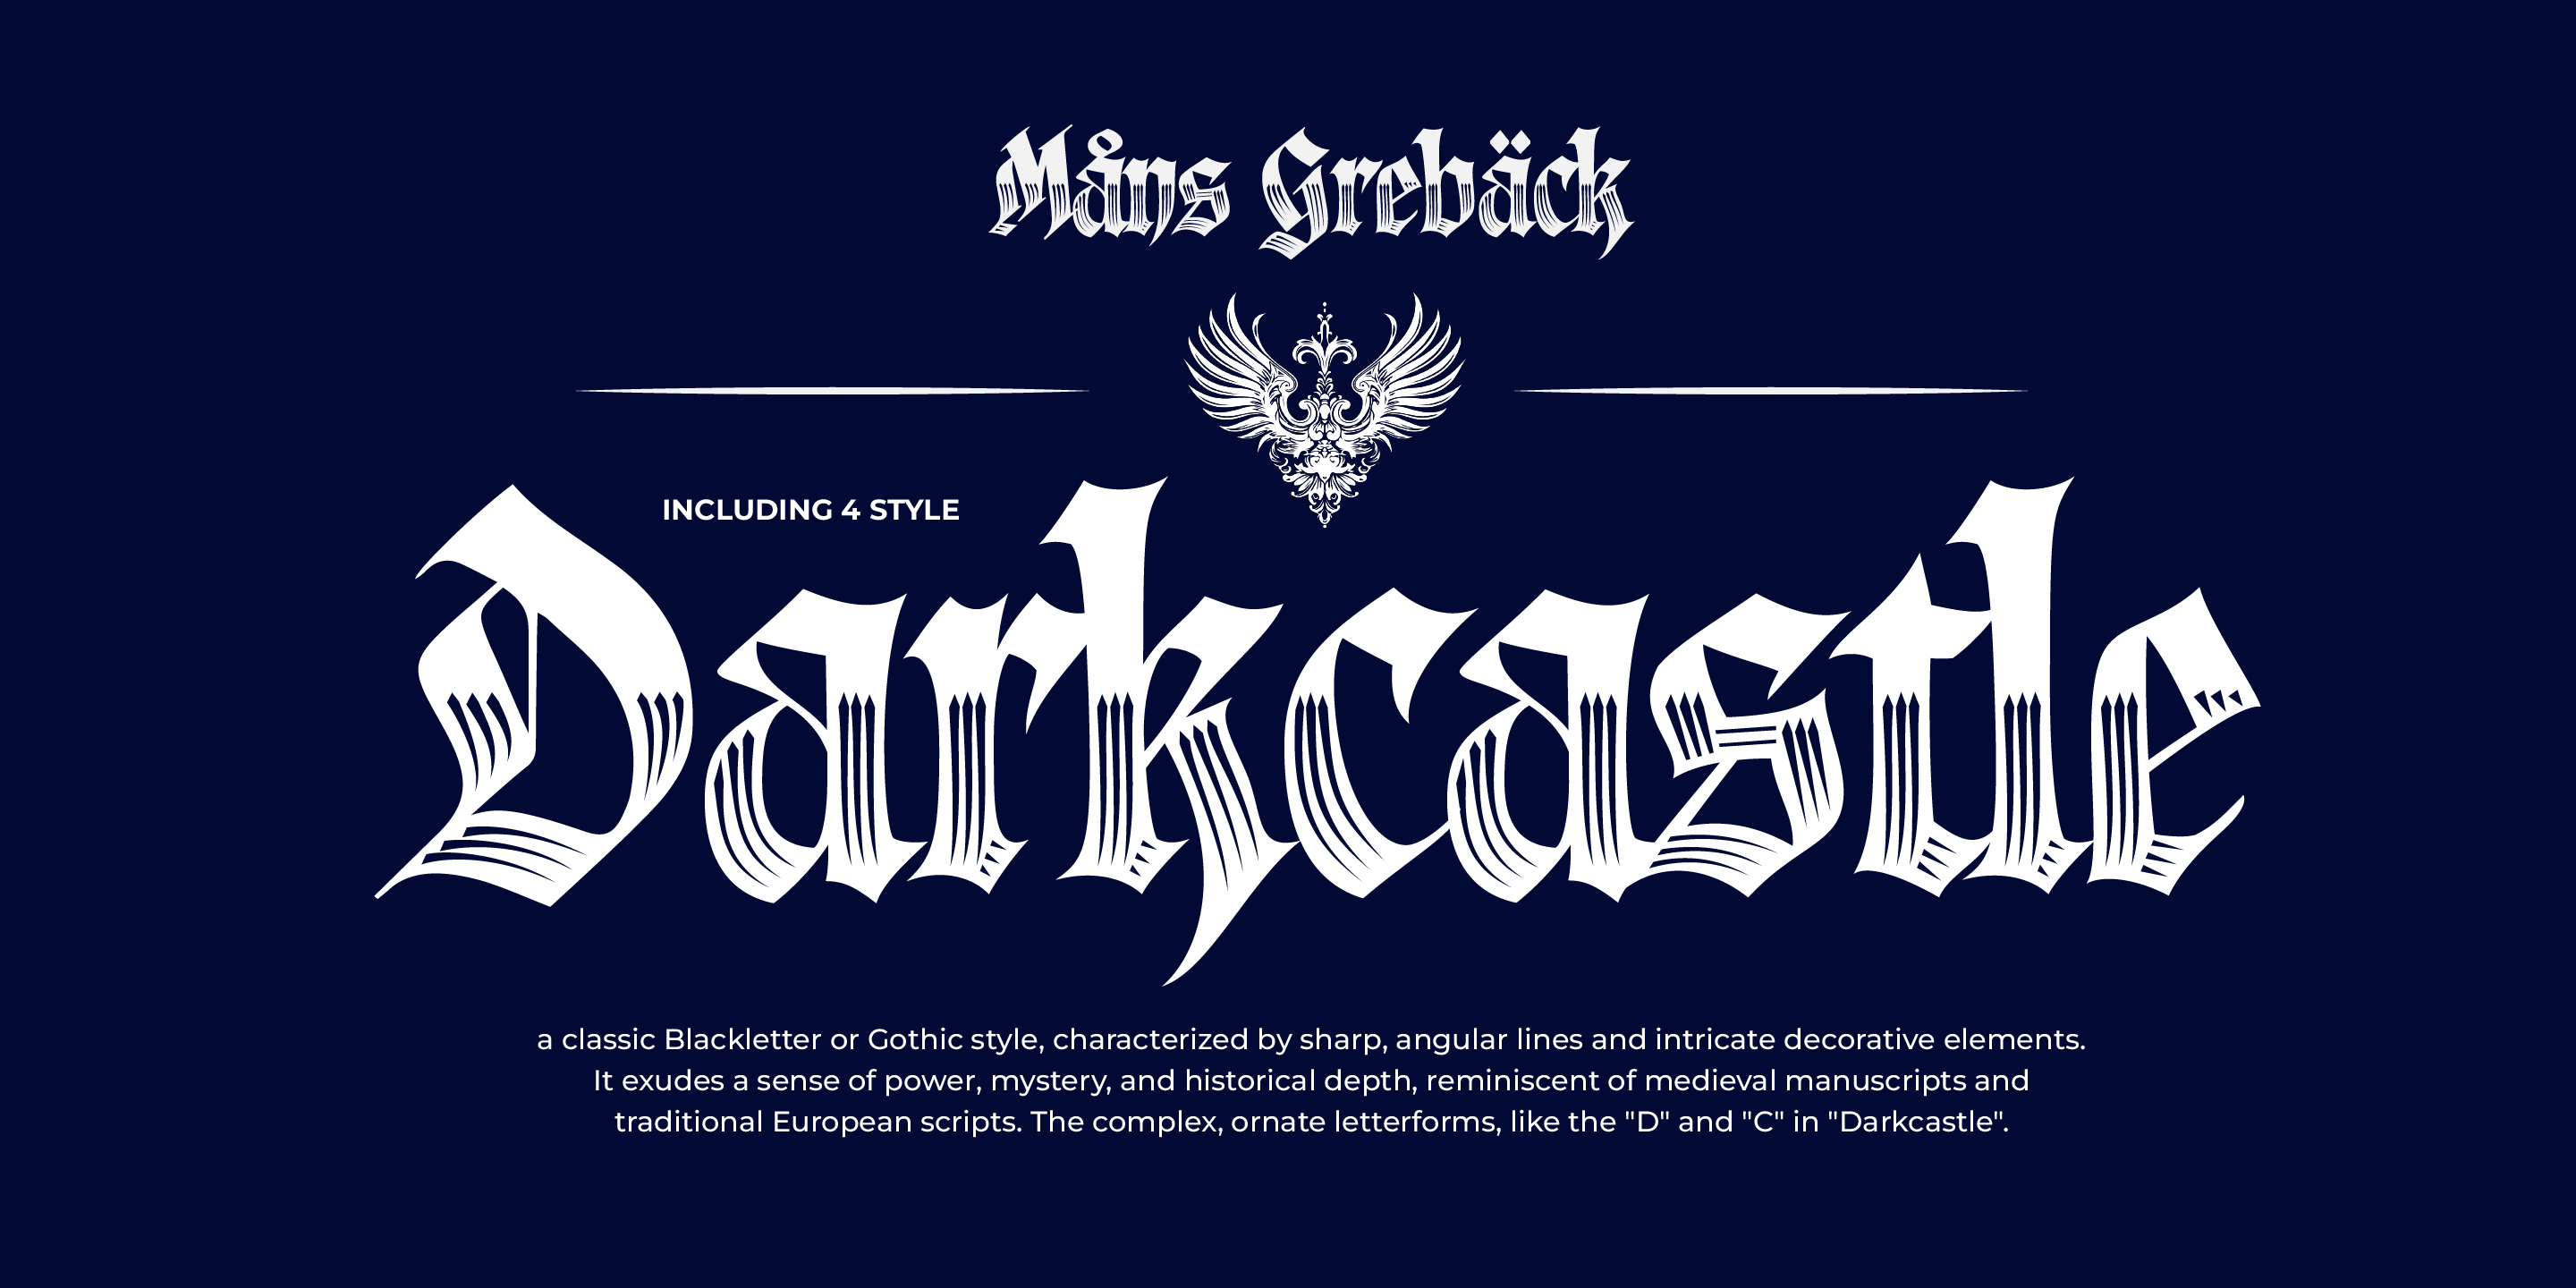 Måns Grebäck
INCLUDING 4 STYLE
Darkcastle
a classic Blackletter or Gothic style, characterized by sharp, angular lines and intricate decorative elements.
It exudes a sense of power, mystery, and historical depth, reminiscent of medieval manuscripts and
traditional European scripts. The complex, ornate letterforms, like the "D" and "C" in "Darkcastle".